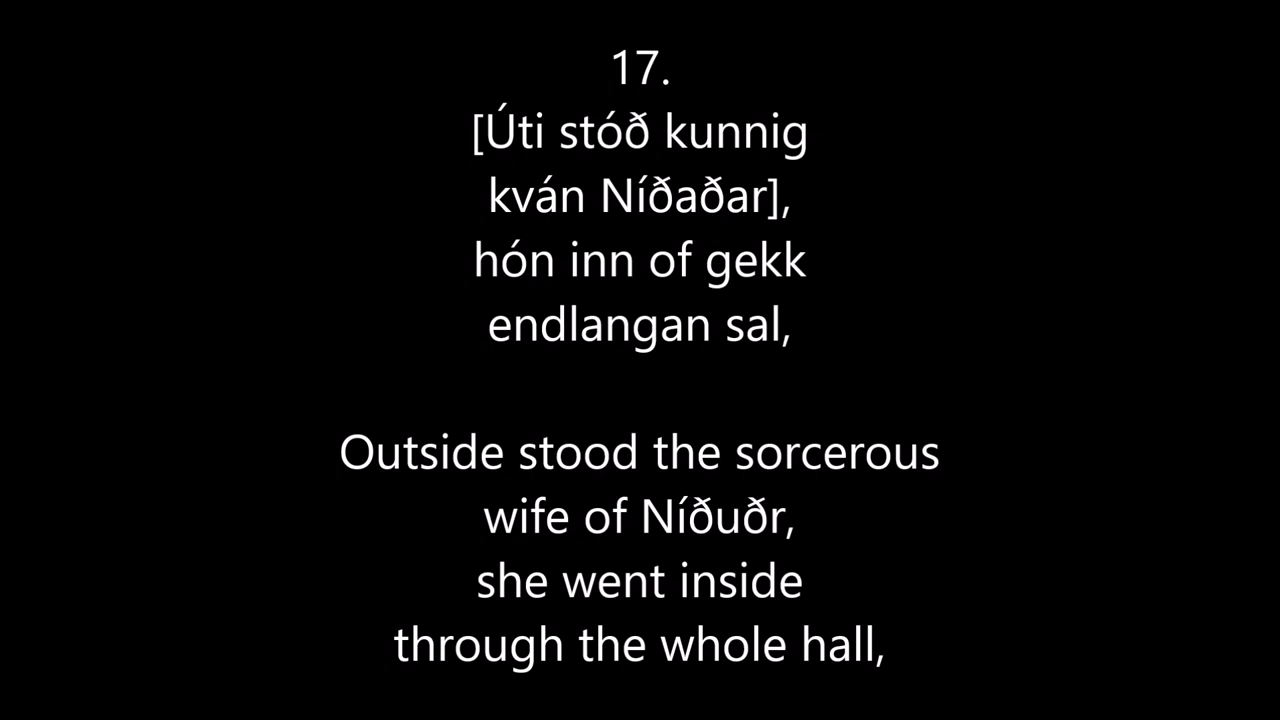 17.
[Úti stóð kunnig
kván Níðaðar],
hón inn of gekk
endlangan sal,
Outside stood the sorcerous
wife of Níðuðr,
she went inside
through the whole hall,